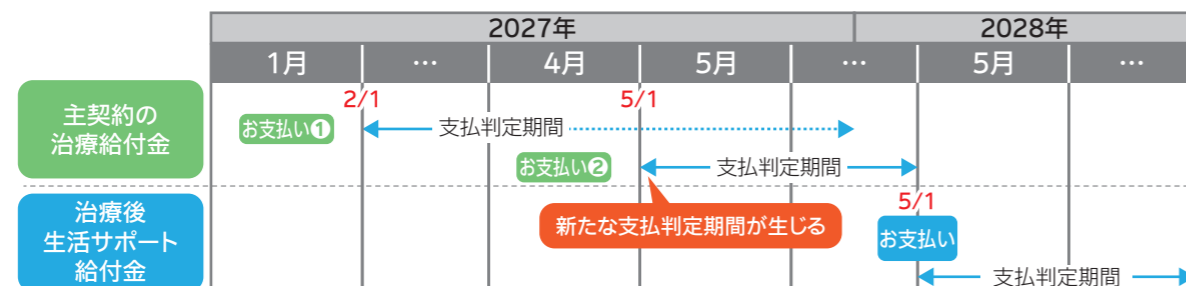 2027年 2028年
1月 … 4月 5月 … 5月 …
主契約の
治療給付金
2/1 5/1
お支払い❶ 支払判定期間
お支払い❷ 支払判定期間
治療後
生活サポート
給付金
新たな支払判定期間が生じる
5/1
お支払い
支払判定期間